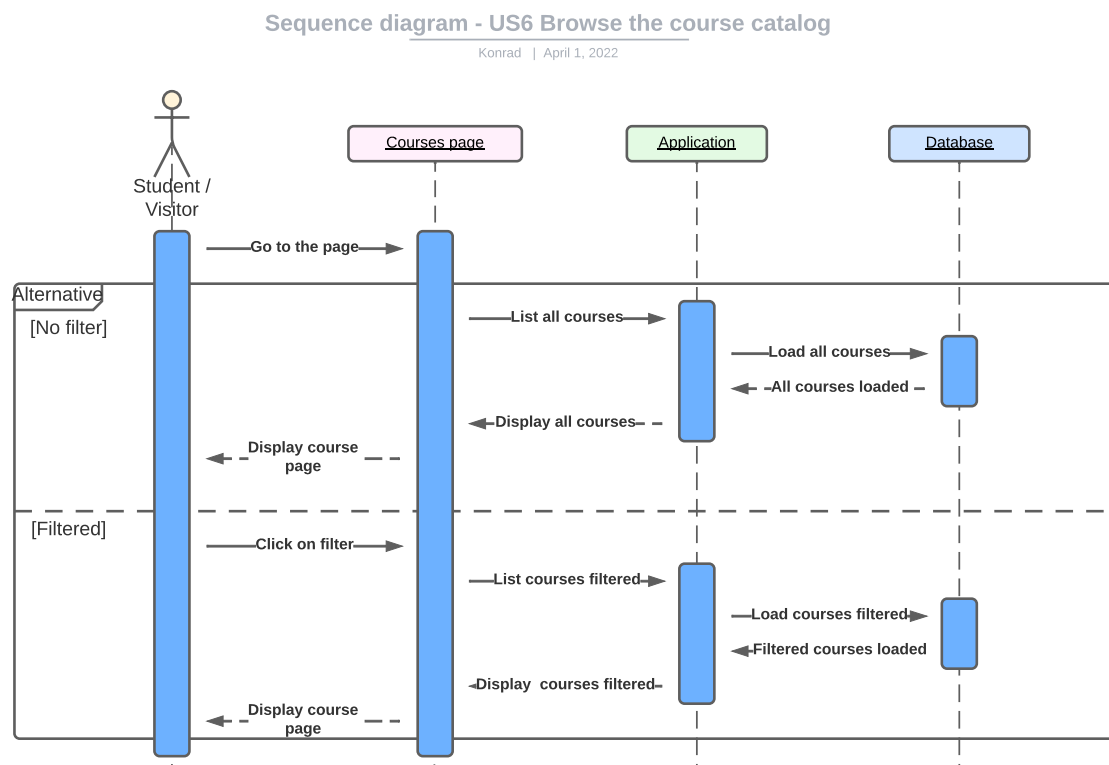 Sequence diagram - US6 Browse the course catalog
Konrad | April 1, 2022
Student /
Visitor
Courses page
Application
Database
Go to the page
Alternative
[No filter]
List all courses
Load all courses
All courses loaded
Display all courses
Display course
page
[Filtered]
Click on filter
List courses filtered
Load courses filtered
Filtered courses loaded
Display courses filtered
Display course
page